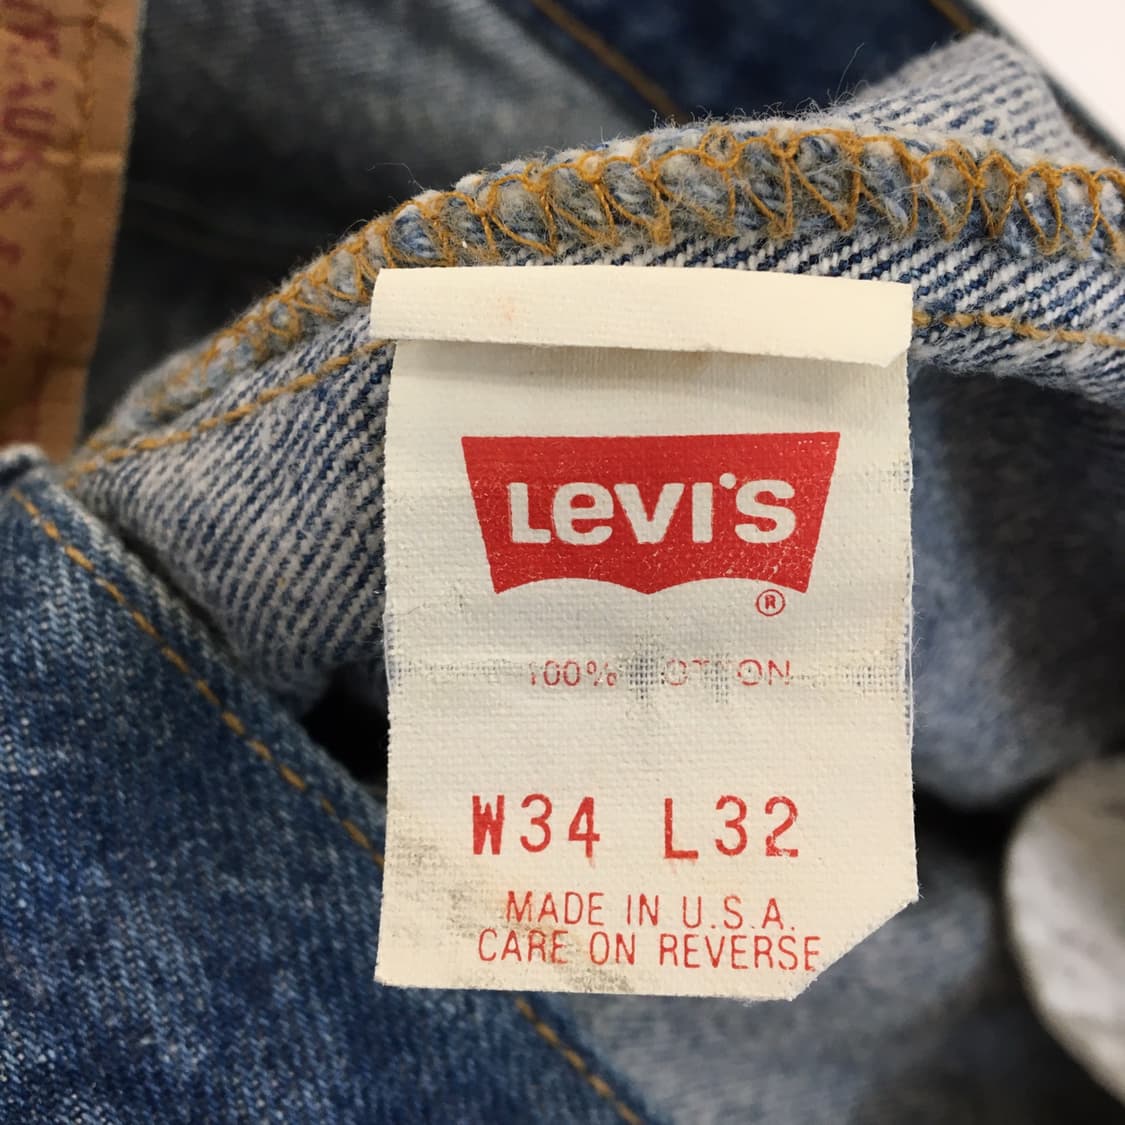 Levi's
®
100% COTTON
W34 L32
MADE IN U.S.A.
CARE ON REVERSE